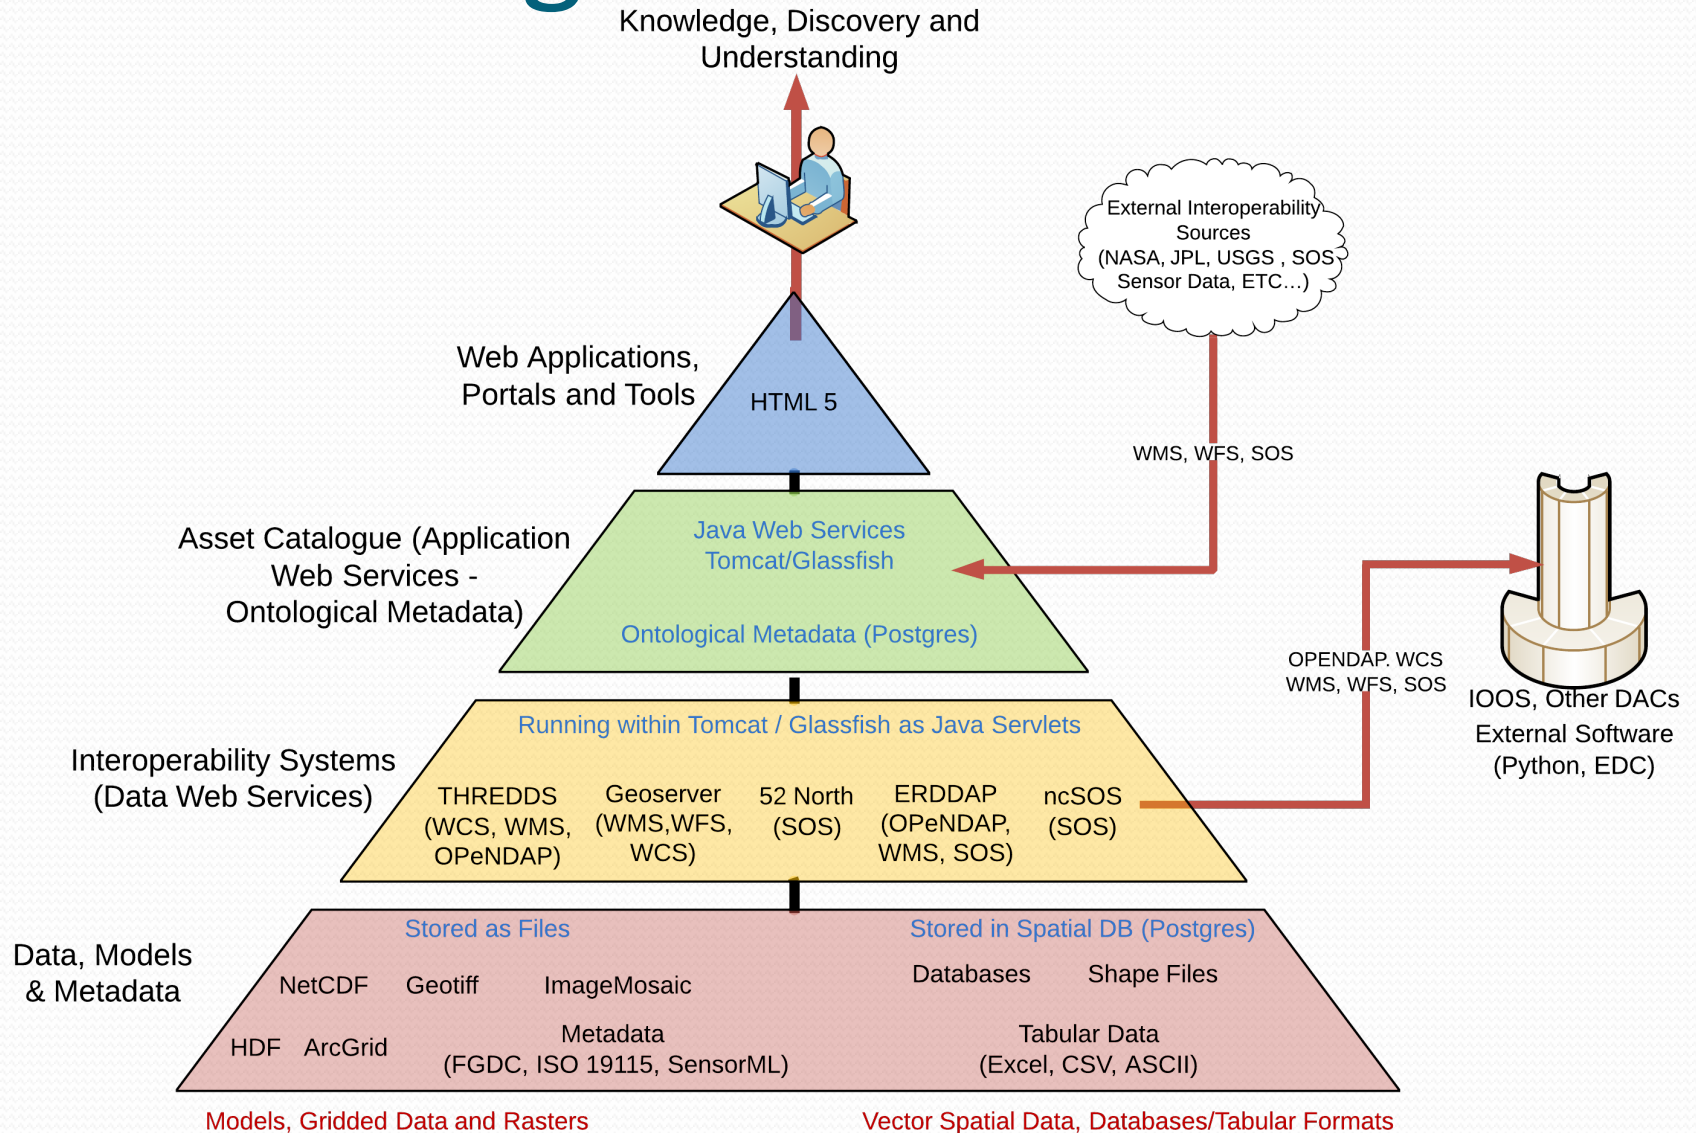 Knowledge, Discovery and
Understanding
External Interoperability
Sources
(NASA, JPL, USGS , SOS
Sensor Data, ETC...)
Web Applications,
Portals and Tools
HTML 5
WMS, WFS, SOS
Asset Catalogue (Application
Web Services -
Ontological Metadata)
Java Web Services
Tomcat/Glassfish
Ontological Metadata (Postgres)
OPENDAP. WCS
WMS, WFS, SOS
IOOS, Other DACs
External Software
(Python, EDC)
Interoperability Systems
(Data Web Services)
Running within Tomcat / Glassfish as Java Servlets
THREDDS
(WCS, WMS,
OPeNDAP)
Geoserver
(WMS,WFS,
WCS)
52 North
(SOS)
ERDDAP
(OPeNDAP,
WMS, SOS)
ncSOS
(SOS)
Data, Models
& Metadata
Stored as Files
NetCDF
Geotiff
ImageMosaic
HDF
ArcGrid
Metadata
(FGDC, ISO 19115, SensorML)
Stored in Spatial DB (Postgres)
Databases
Shape Files
Tabular Data
(Excel, CSV, ASCII)
Models, Gridded Data and Rasters
Vector Spatial Data, Databases/Tabular Formats